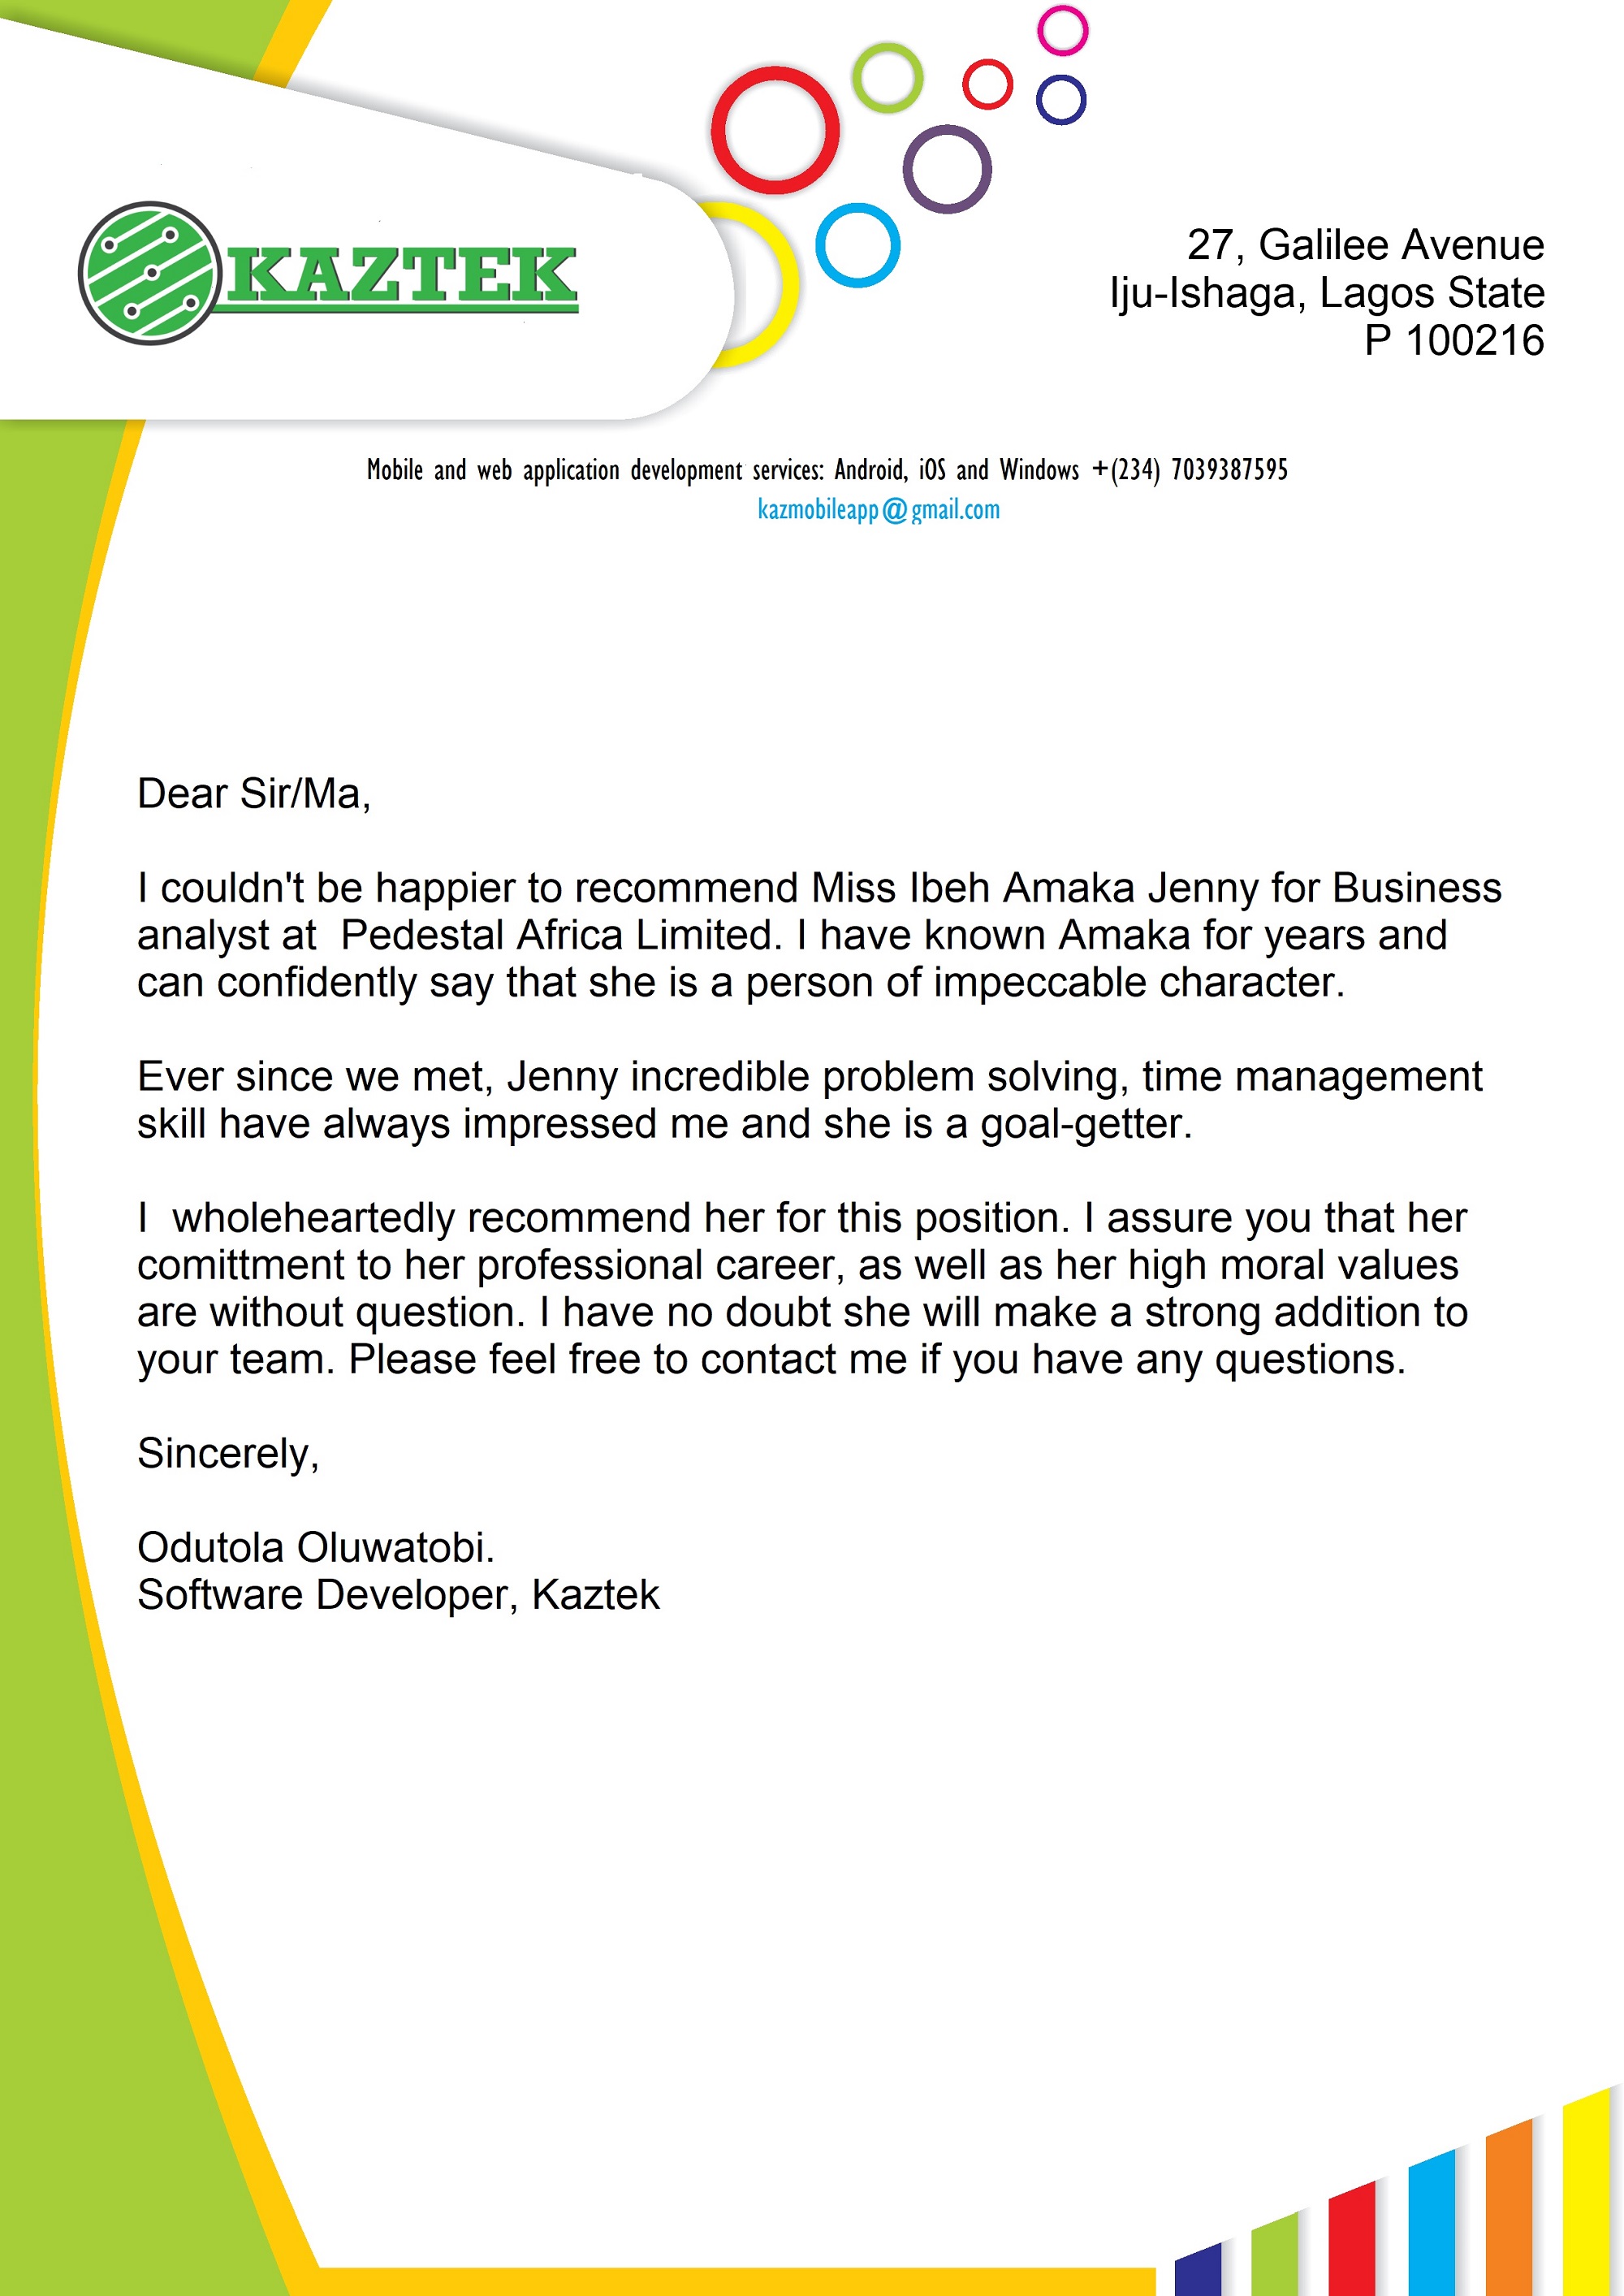 KAZTEK
27, Galilee Avenue
Iju-Ishaga, Lagos State
P 100216
Mobile and web application development services: Android, iOS and Windows +(234) 7039387595
kazmobileapp@gmail.com
Dear Sir/Ma,
I couldn't be happier to recommend Miss Ibeh Amaka Jenny for Business
analyst at  Pedestal Africa Limited. I have known Amaka for years and
can confidently say that she is a person of impeccable character.
Ever since we met, Jenny incredible problem solving, time management
skill have always impressed me and she is a goal-getter.
I  wholeheartedly recommend her for this position. I assure you that her
comittment to her professional career, as well as her high moral values
are without question. I have no doubt she will make a strong addition to
your team. Please feel free to contact me if you have any questions.
Sincerely,
Odutola Oluwatobi.
Software Developer, Kaztek